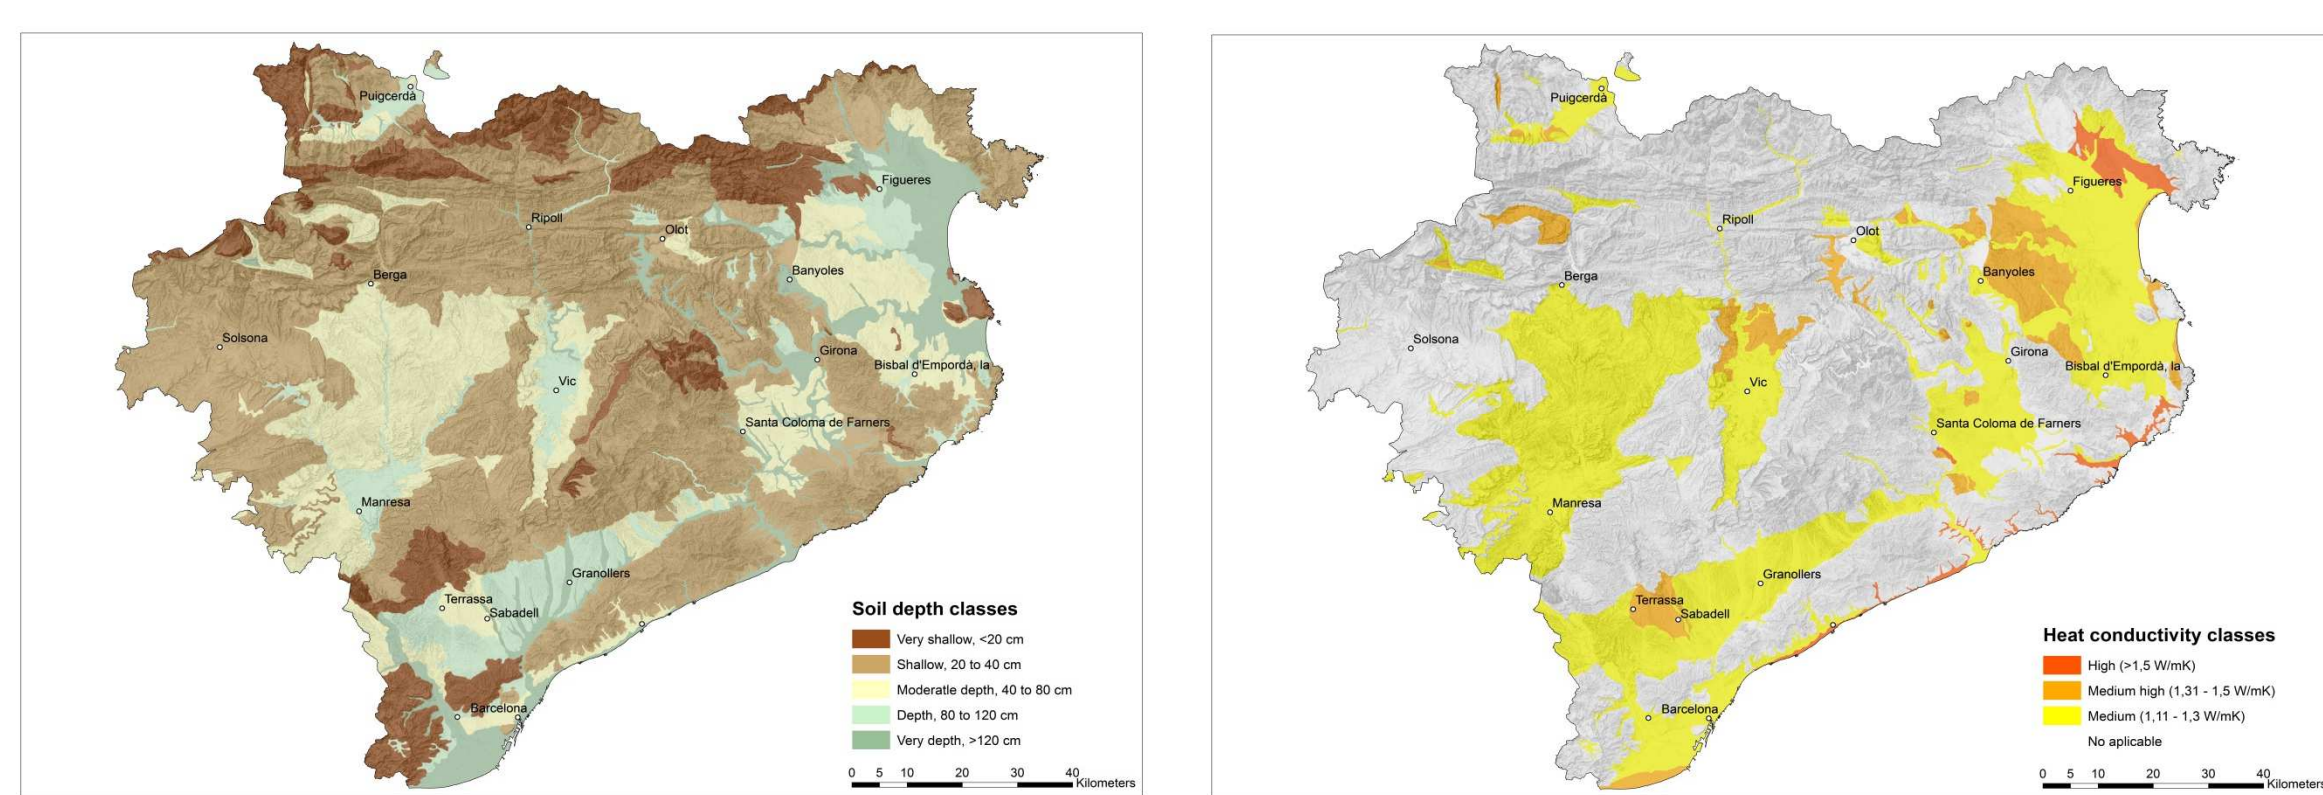 Puigcerdà
Figueres
Ripoll
Olot
Banyoles
Berga
Solsona
Girona
Bisbal d'Empordà, la
Vic
Santa Coloma de Farners
Manresa
Granollers
Terrassa
Sabadell
Barcelona
Soil depth classes
Very shallow, <20 cm
Shallow, 20 to 40 cm
Moderatle depth, 40 to 80 cm
Depth, 80 to 120 cm
Very depth, >120 cm
0 5 10 20 30 40
Kilometers
Puigcerdà
Figueres
Ripoll
Olot
Banyoles
Berga
Solsona
Girona
Bisbal d'Empordà, la
Vic
Santa Coloma de Farners
Manresa
Granollers
Terrassa
Sabadell
Barcelona
Heat conductivity classes
High (>1,5 W/mK)
Medium high (1,31 - 1,5 W/mK)
Medium (1,11 - 1,3 W/mK)
No aplicable
0 5 10 20 30 40
Kilometers